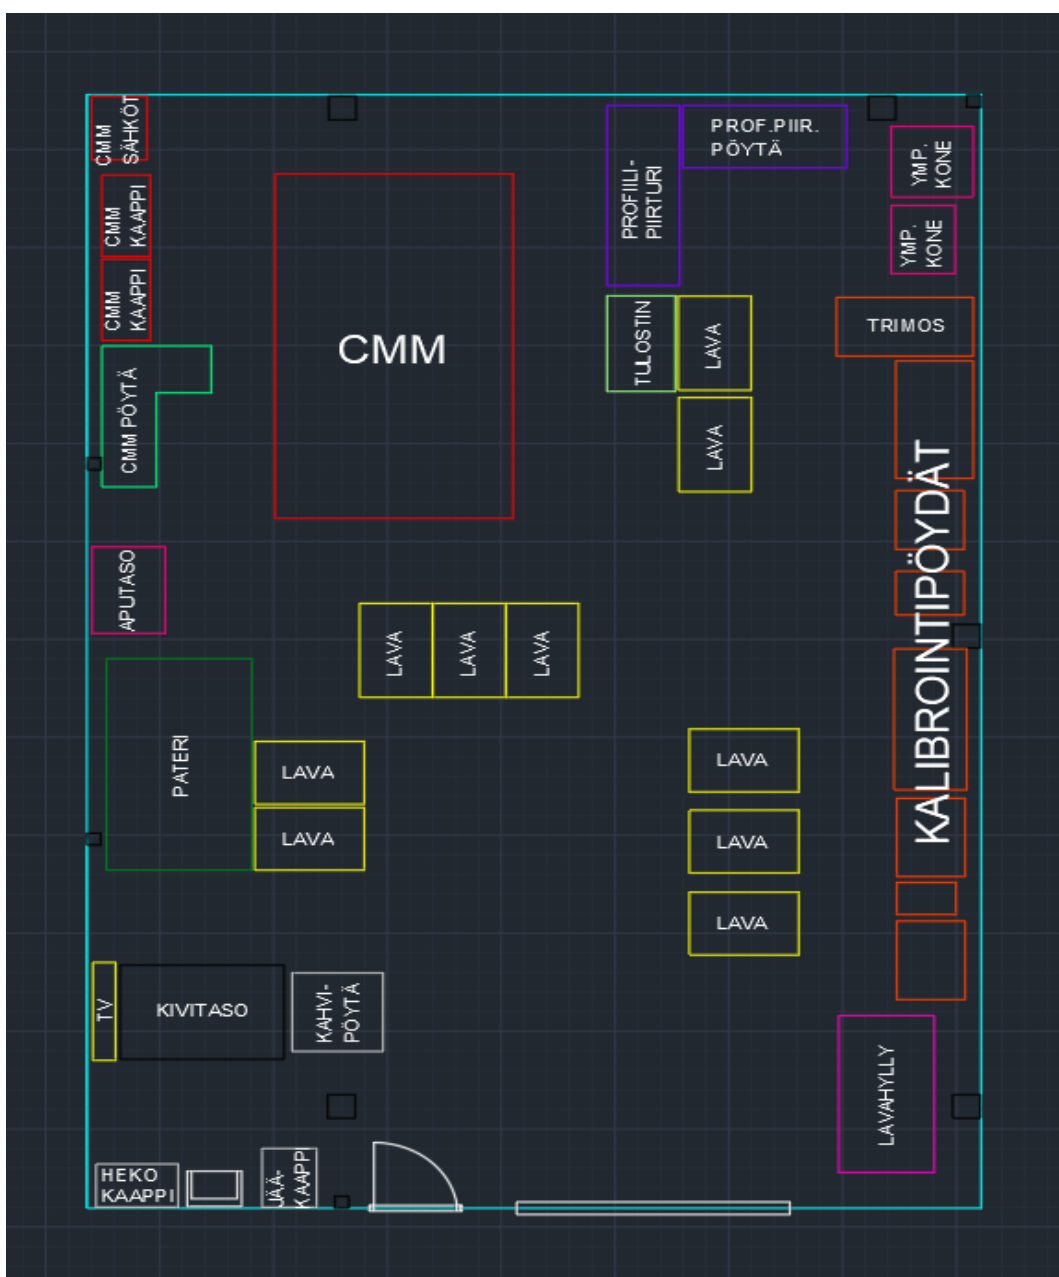 CMM
SÄHKÖT
CMM
KAAPPI
CMM
KAAPPI
CMM PÖYTÄ
CMM
PROFIILI-
PIIRTURI
PROF.PIIR.
PÖYTÄ
YMP.
KONE
YMP.
KONE
TULOSTIN
LAVA
LAVA
TRIMOS
KALIBROINTIPÖYDÄT
APUTASO
LAVA
LAVA
LAVA
PATERI
LAVA
LAVA
LAVA
LAVA
LAVA
TV
KIVITASO
KAHVI-
PÖYTÄ
LAVAHYLLY
HEKO
KAAPPI
JÄÄ-
KAAPPI